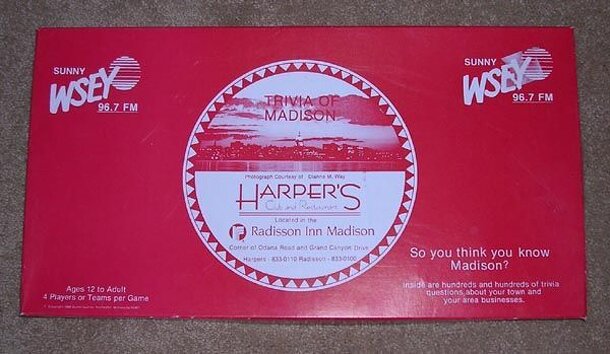 SUNNY
WSEY
96.7 FM
SUNNY
WSEY
96.7 FM
TRIVIA OF
MADISON
Photograph Courtesy of: Dianne M. Way
HARPER'S
Club and Restaurant
Located in the
Radisson Inn Madison
Corner of Odana Road and Grand Canyon Drive
Harpers - 833-0110 Radisson - 833-0100
So you think you know
Madison?
Inside are hundreds and hundreds of trivia
questions about your town and
your area businesses.
Ages 12 to Adult
4 Players or Teams per Game